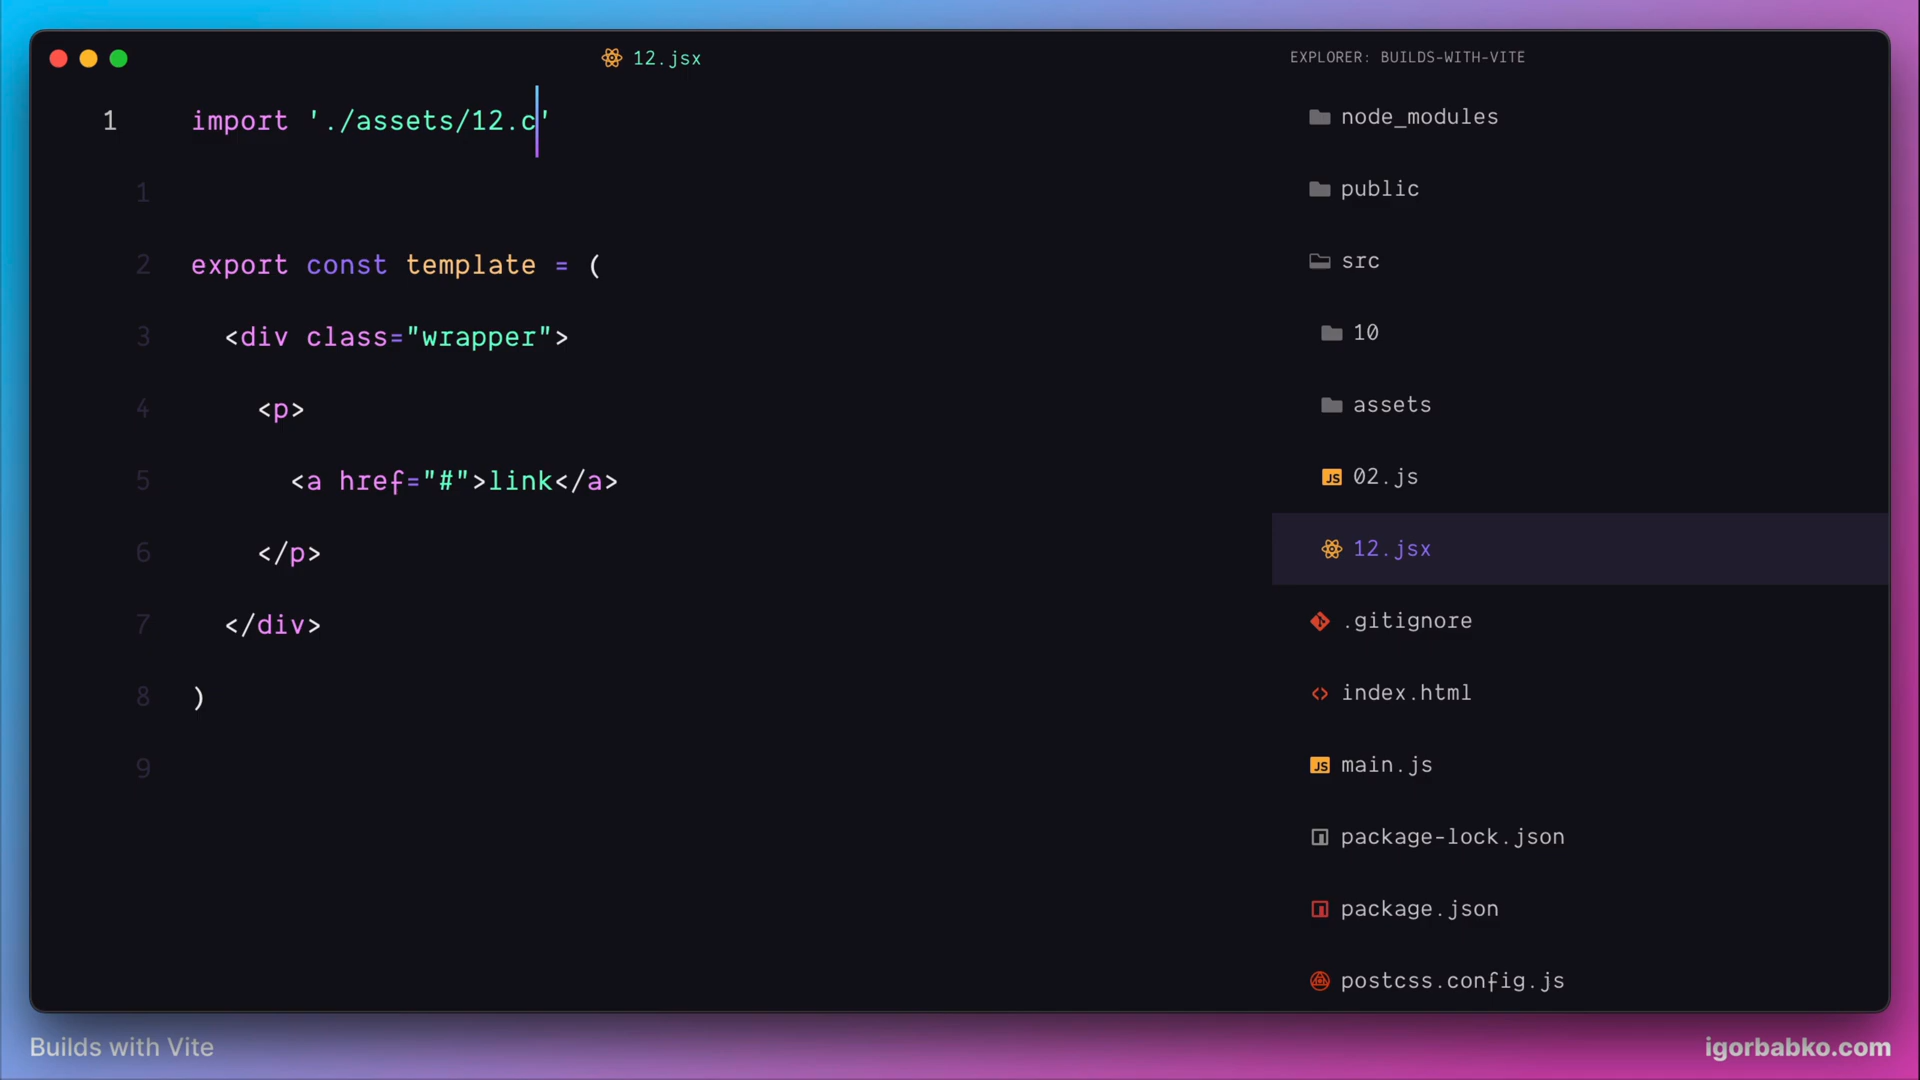 12.jsx
1 import './assets/12.c'
1
2 export const template = (
3 <div class="wrapper">
4 <p>
5 <a href="#">link</a>
6 </p>
7 </div>
8 )
9
EXPLORER: BUILDS-WITH-VITE
node_modules
public
src
10
assets
JS 02.js
12.jsx
.gitignore
<> index.html
JS main.js
package-lock.json
package.json
postcss.config.js
Builds with Vite
igorbabko.com